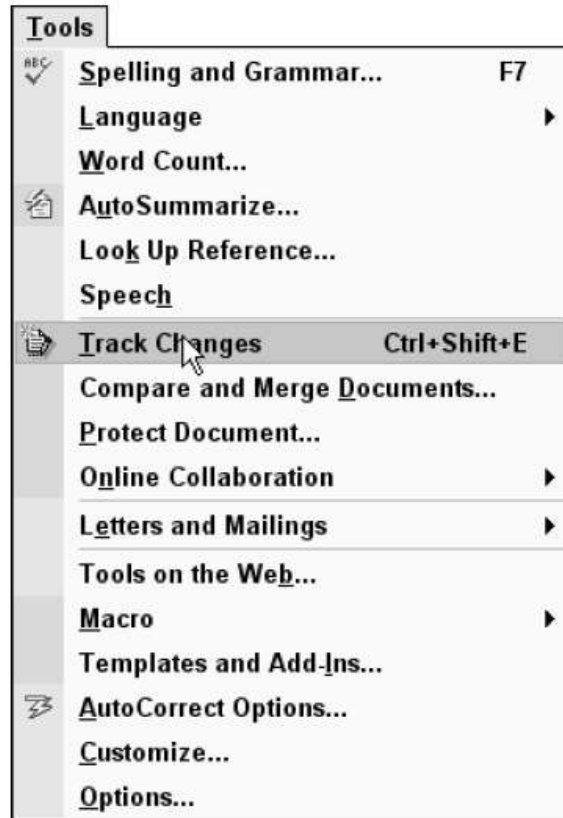 Tools
ABC Spelling and Grammar... F7
Language
Word Count...
AutoSummarize...
Look Up Reference...
Speech
Track Changes Ctrl+Shift+E
Compare and Merge Documents...
Protect Document...
Online Collaboration
Letters and Mailings
Tools on the Web...
Macro
Templates and Add-Ins...
AutoCorrect Options...
Customize...
Options...